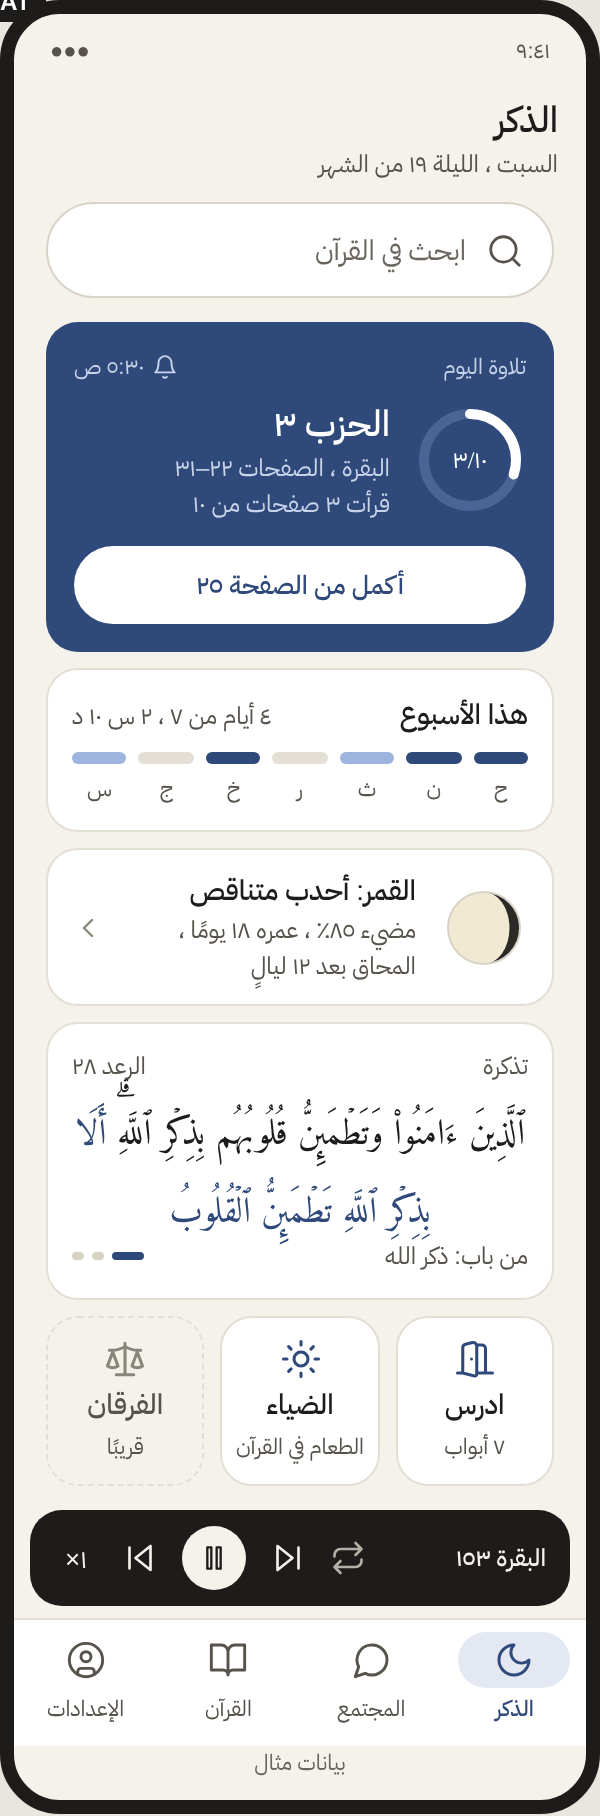 AI
٩:٤١
الذكر
السبت ، الليلة ١٩ من الشهر
ابحث في القرآن
تلاوة اليوم
٥:٣٠ ص
٣/١٠
الحزب ٣
البقرة ، الصفحات ٢٢–٣١
قرأت ٣ صفحات من ١٠
أكمل من الصفحة ٢٥
هذا الأسبوع
٤ أيام من ٧ ، ٢ س ١٠ د
ح ن ث ر خ ج س
القمر: أحدب متناقص
مضيء ٨٥٪ ، عمره ١٨ يومًا ،
المحاق بعد ١٢ ليالٍ
تذكرة
الرعد ٢٨
ٱلَّذِينَ ءَامَنُوا۟ وَتَطْمَئِنُّ قُلُوبُهُم بِذِكْرِ ٱللَّهِ ۗ أَلَا
بِذِكْرِ ٱللَّهِ تَطْمَئِنُّ ٱلْقُلُوبُ
من باب: ذكر الله
ادرس
٧ أبواب
الضياء
الطعام في القرآن
الفرقان
قريبًا
البقرة ١٥٣
١×
الذكر
المجتمع
القرآن
الإعدادات
بيانات مثال